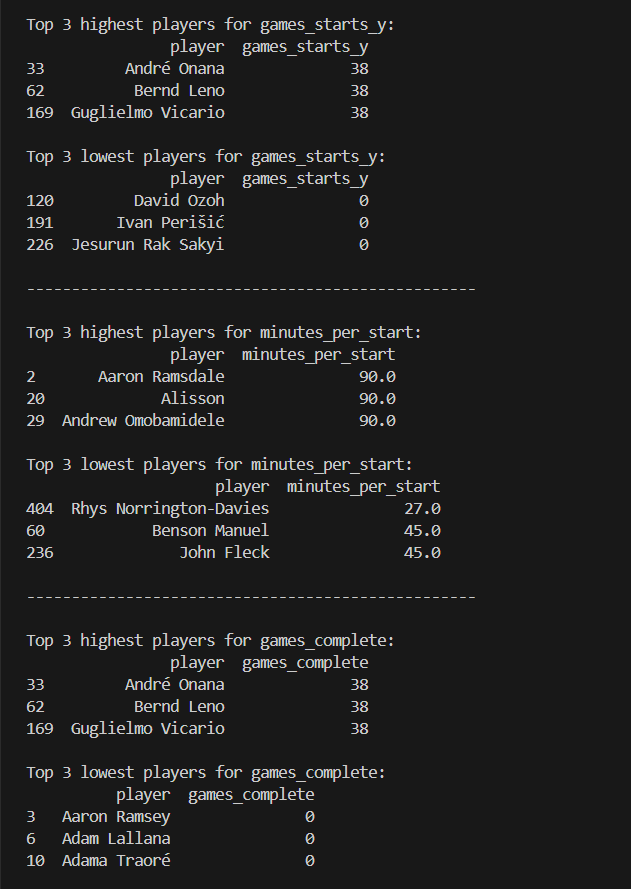 Top 3 highest players for games_starts_y:
player games_starts_y
33 André Onana 38
62 Bernd Leno 38
169 Guglielmo Vicario 38
Top 3 lowest players for games_starts_y:
player games_starts_y
120 David Ozoh 0
191 Ivan Perišić 0
226 Jesurun Rak Sakyi 0
--------------------------------------------------
Top 3 highest players for minutes_per_start:
player minutes_per_start
2 Aaron Ramsdale 90.0
20 Alisson 90.0
29 Andrew Omobamidele 90.0
Top 3 lowest players for minutes_per_start:
player minutes_per_start
404 Rhys Norrington-Davies 27.0
60 Benson Manuel 45.0
236 John Fleck 45.0
--------------------------------------------------
Top 3 highest players for games_complete:
player games_complete
33 André Onana 38
62 Bernd Leno 38
169 Guglielmo Vicario 38
Top 3 lowest players for games_complete:
player games_complete
3 Aaron Ramsey 0
6 Adam Lallana 0
10 Adama Traoré 0